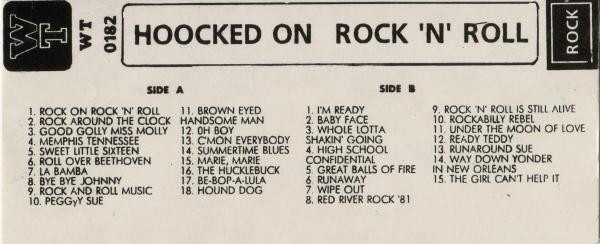 WT
WT
0182
HOOCKED ON ROCK 'N' ROLL
ROCK
SIDE A
1. ROCK ON ROCK 'N' ROLL
2. ROCK AROUND THE CLOCK
3. GOOD GOLLY MISS MOLLY
4. MEMPHIS TENNESSEE
5. SWEET LITTLE SIXTEEN
6. ROLL OVER BEETHOVEN
7. LA BAMBA
8. BYE BYE JOHNNY
9. ROCK AND ROLL MUSIC
10. PEGGyY SUE
11. BROWN EYED
HANDSOME MAN
12. OH BOY
13. C'MON EVERYBODY
14. SUMMERTIME BLUES
15. MARIE, MARIE
16. THE HUCKLEBUCK
17. BE-BOP-A-LULA
18. HOUND DOG
SIDE B
1. I'M READY
2. BABY FACE
3. WHOLE LOTTA
SHAKIN' GOING
4. HIGH SCHOOL
CONFIDENTIAL
5. GREAT BALLS OF FIRE
6. RUNAWAY
7. WIPE OUT
8. RED RIVER ROCK '81
9. ROCK 'N' ROLL IS STILL ALIVE
10. ROCKABILLY REBEL
11. UNDER THE MOON OF LOVE
12. READY TEDDY
13. RUNAROUND SUE
14. WAY DOWN YONDER
IN NEW ORLEANS
15. THE GIRL CAN'T HELP IT